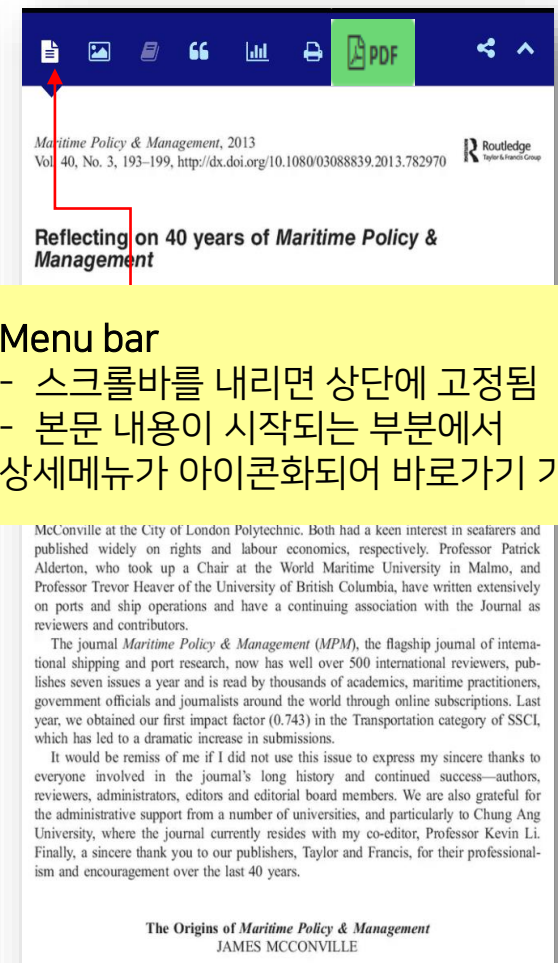 PDF
Maritime Policy & Management, 2013
Vol. 40, No. 3, 193–199, http://dx.doi.org/10.1080/03088839.2013.782970
Routledge
Taylor & Francis Group
Reflecting on 40 years of Maritime Policy &
Management
Menu bar
- 스크롤바를 내리면 상단에 고정됨
- 본문 내용이 시작되는 부분에서
상세메뉴가 아이콘화되어 바로가기
McConville at the City of London Polytechnic. Both had a keen interest in seafarers and
published widely on rights and labour economics, respectively. Professor Patrick
Alderton, who took up a Chair at the World Maritime University in Malmo, and
Professor Trevor Heaver of the University of British Columbia, have written extensively
on ports and ship operations and have a continuing association with the Journal as
reviewers and contributors.
The journal Maritime Policy & Management (MPM), the flagship journal of interna-
tional shipping and port research, now has well over 500 international reviewers, pub-
lishes seven issues a year and is read by thousands of academics, maritime practitioners,
government officials and journalists around the world through online subscriptions. Last
year, we obtained our first impact factor (0.743) in the Transportation category of SSCI,
which has led to a dramatic increase in submissions.
It would be remiss of me if I did not use this issue to express my sincere thanks to
everyone involved in the journal's long history and continued success—authors,
reviewers, administrators, editors and editorial board members. We are also grateful for
the administrative support from a number of universities, and particularly to Chung Ang
University, where the journal currently resides with my co-editor, Professor Kevin Li.
Finally, a sincere thank you to our publishers, Taylor and Francis, for their professional-
ism and encouragement over the last 40 years.
The Origins of Maritime Policy & Management
JAMES MCCONVILLE